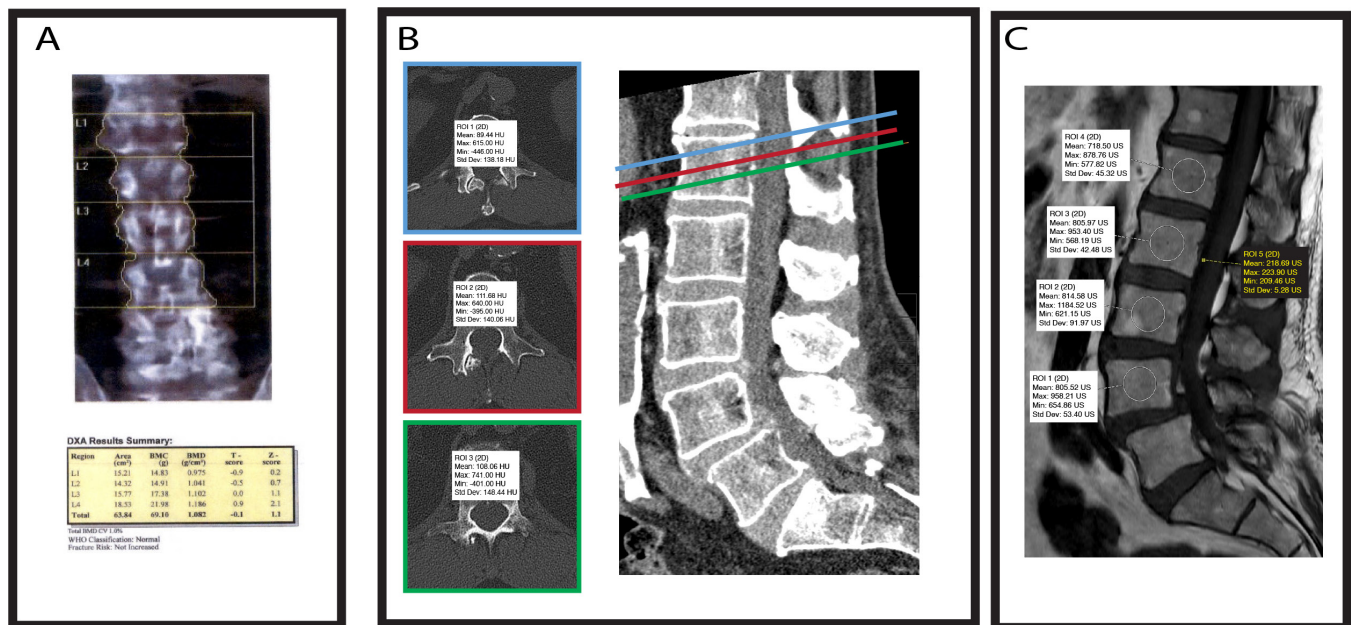 A
L1
L2
L3
L4
DXA Results Summary:
Region Area (cm²) BMC (g) BMD (g/cm²) T - score Z - score
L1 15.21 14.83 0.975 -0.9 0.2
L2 14.32 14.91 1.041 -0.5 0.7
L3 15.77 17.38 1.102 0.0 1.1
L4 18.53 21.98 1.186 0.9 2.1
Total 63.84 69.10 1.082 -0.1 1.1
Total BMD CV 1.0%
WHO Classification: Normal
Fracture Risk: Not Increased
B
ROI 1 (2D)
Mean: 89.44 HU
Max: 615.00 HU
Min: -446.00 HU
Std Dev: 138.18 HU
ROI 2 (2D)
Mean: 111.68 HU
Max: 640.00 HU
Min: -395.00 HU
Std Dev: 140.06 HU
ROI 3 (2D)
Mean: 108.06 HU
Max: 741.00 HU
Min: -401.00 HU
Std Dev: 148.44 HU
C
ROI 4 (2D)
Mean: 718.50 US
Max: 878.76 US
Min: 577.82 US
Std Dev: 45.32 US
ROI 3 (2D)
Mean: 805.97 US
Max: 953.40 US
Min: 568.19 US
Std Dev: 42.48 US
ROI 5 (2D)
Mean: 218.69 US
Max: 223.90 US
Min: 209.46 US
Std Dev: 5.28 US
ROI 2 (2D)
Mean: 814.58 US
Max: 1184.52 US
Min: 621.15 US
Std Dev: 91.97 US
ROI 1 (2D)
Mean: 805.52 US
Max: 958.21 US
Min: 654.86 US
Std Dev: 53.40 US